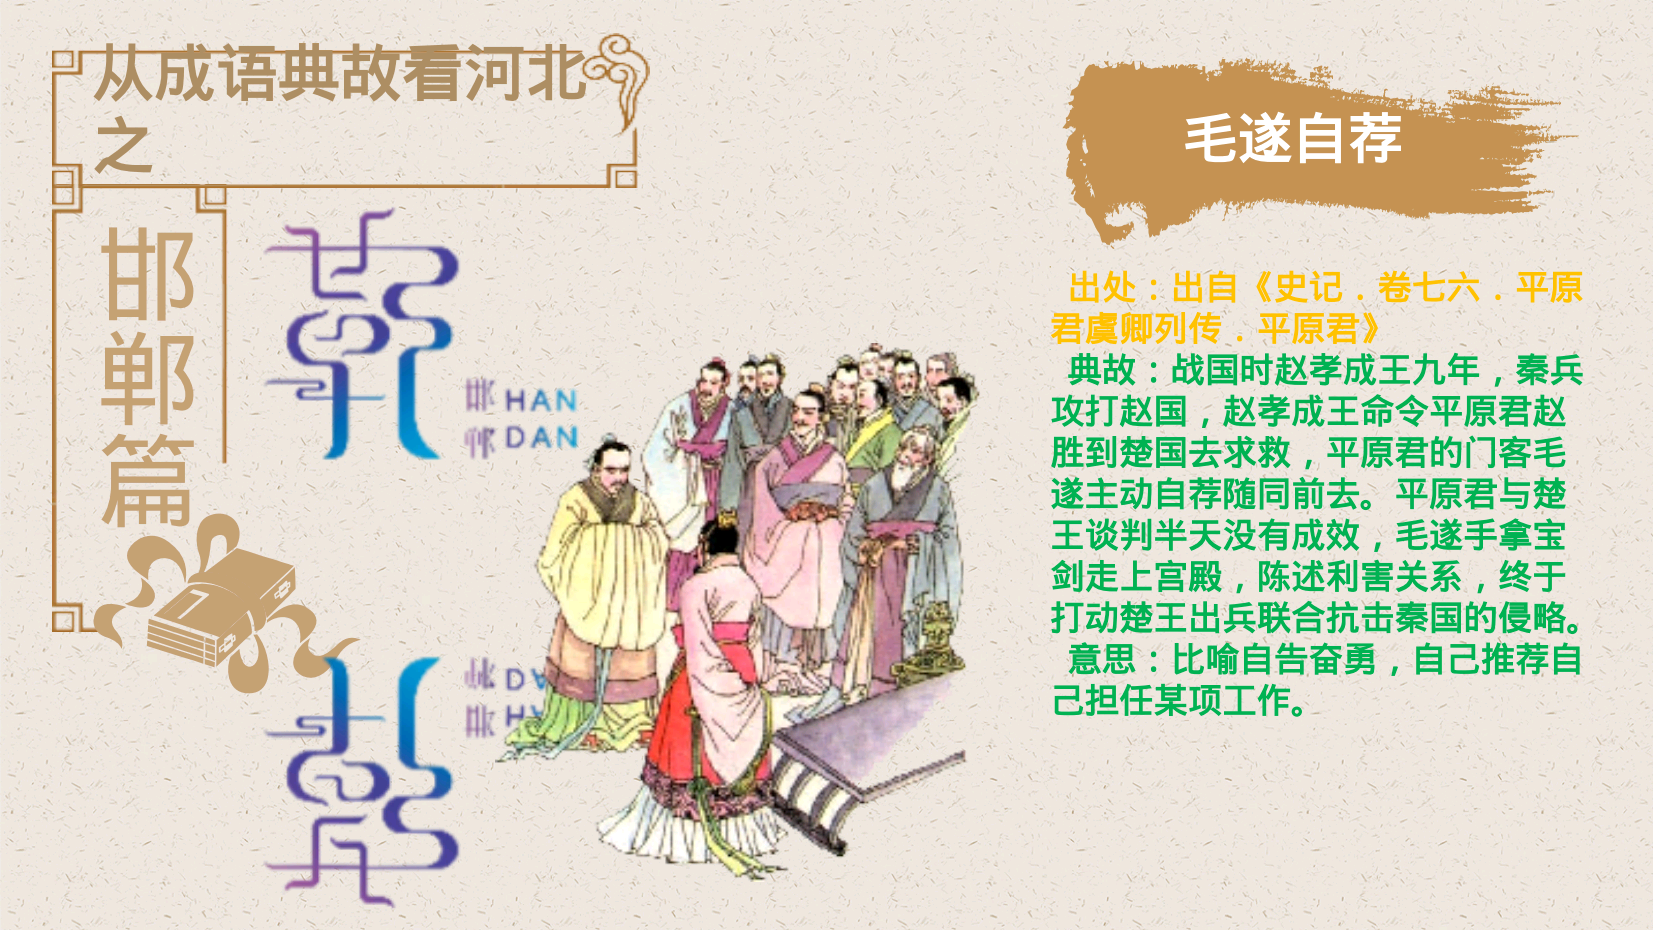 从成语典故看河北
之
邯
郸
篇
邯 HAN
郸 DAN
毛遂自荐
出处：出自《史记．卷七六．平原
君虞卿列传．平原君》
典故：战国时赵孝成王九年，秦兵
攻打赵国，赵孝成王命令平原君赵
胜到楚国去求救，平原君的门客毛
遂主动自荐随同前去。平原君与楚
王谈判半天没有成效，毛遂手拿宝
剑走上宫殿，陈述利害关系，终于
打动楚王出兵联合抗击秦国的侵略。
意思：比喻自告奋勇，自己推荐自
己担任某项工作。